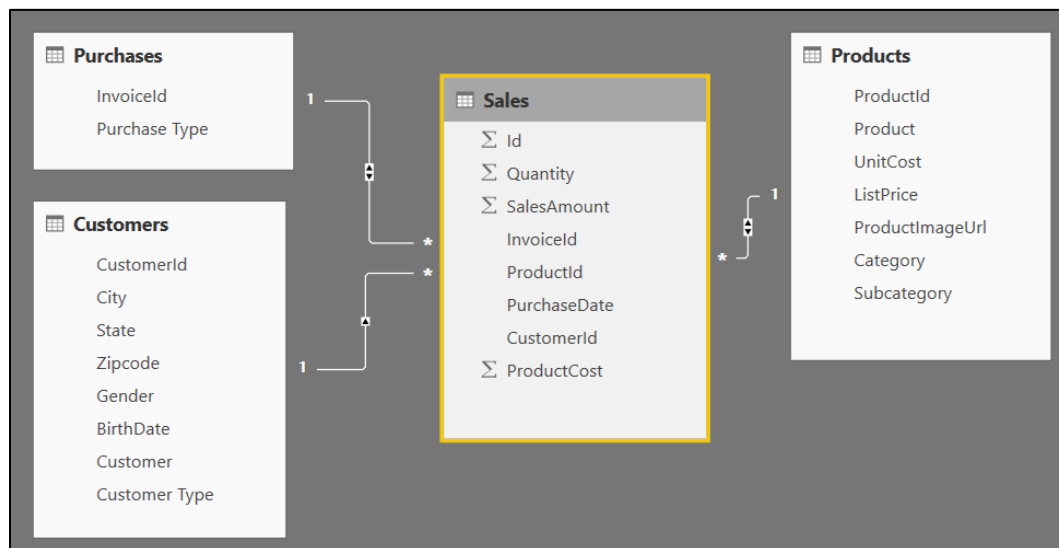 Purchases
InvoiceId
Purchase Type
Customers
CustomerId
City
State
Zipcode
Gender
BirthDate
Customer
Customer Type
1
1
*
*
Sales
Σ Id
Σ Quantity
Σ SalesAmount
InvoiceId
ProductId
PurchaseDate
CustomerId
Σ ProductCost
*
1
Products
ProductId
Product
UnitCost
ListPrice
ProductImageUrl
Category
Subcategory